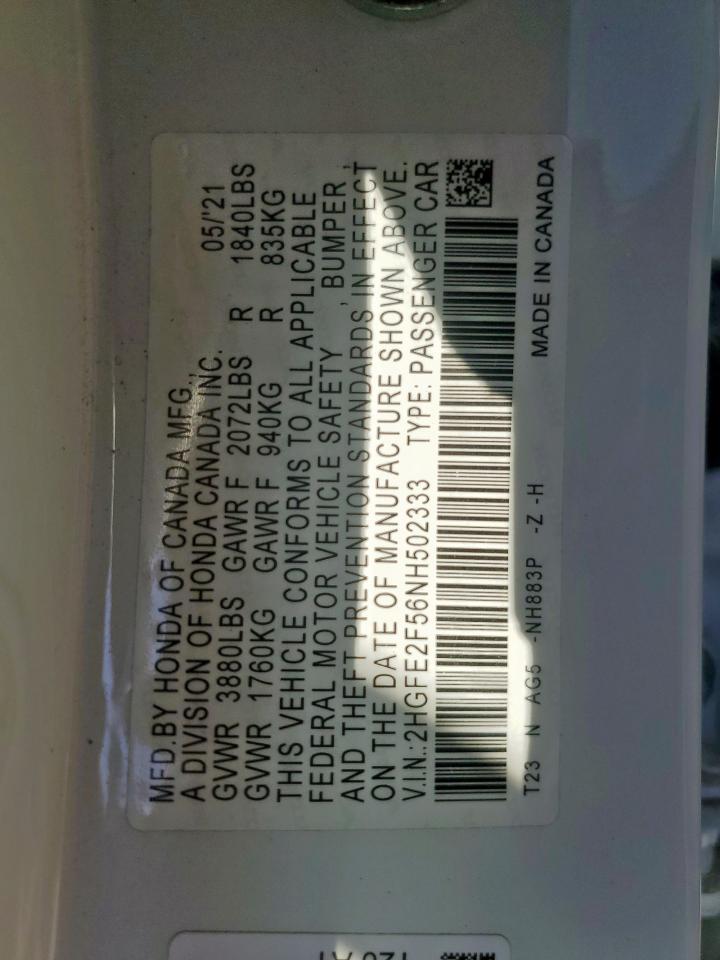 MFD.BY HONDA OF CANADA MFG.,
A DIVISION OF HONDA CANADA INC. 05/'21
GVWR 3880LBS GAWR F 2072LBS R 1840LBS
GVWR 1760KG GAWR F 940KG R 835KG
THIS VEHICLE CONFORMS TO ALL APPLICABLE
FEDERAL MOTOR VEHICLE SAFETY , BUMPER ,
AND THEFT PREVENTION STANDARDS IN EFFECT
ON THE DATE OF MANUFACTURE SHOWN ABOVE.
V.I.N.:2HGFE2F56NH502333 TYPE: PASSENGER CAR
T23 N AG5 -NH883P -Z -H MADE IN CANADA